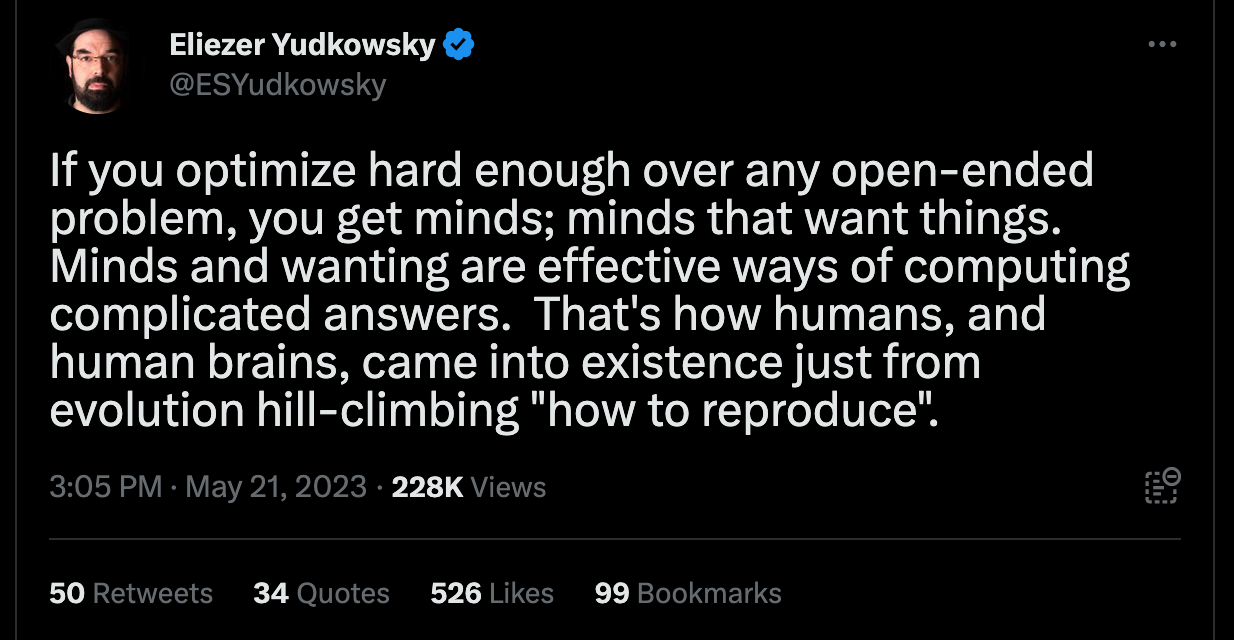 Eliezer Yudkowsky
@ESYudkowsky
If you optimize hard enough over any open-ended
problem, you get minds; minds that want things.
Minds and wanting are effective ways of computing
complicated answers.  That's how humans, and
human brains, came into existence just from
evolution hill-climbing "how to reproduce".
3:05 PM · May 21, 2023 · 228K Views
50 Retweets 34 Quotes 526 Likes 99 Bookmarks